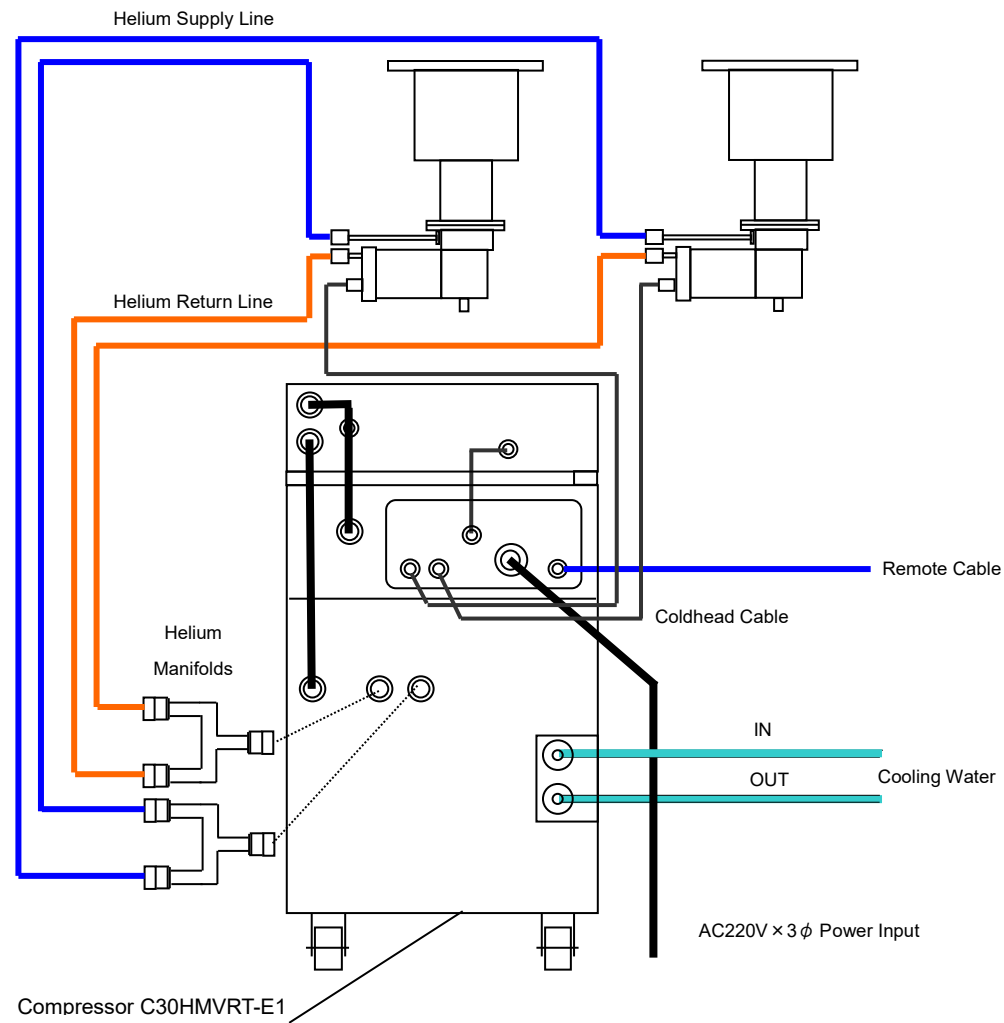 Helium Supply Line
Helium Return Line
Remote Cable
Coldhead Cable
Helium
Manifolds
IN
OUT
Cooling Water
AC220V×3φ Power Input
Compressor C30HMVRT-E1